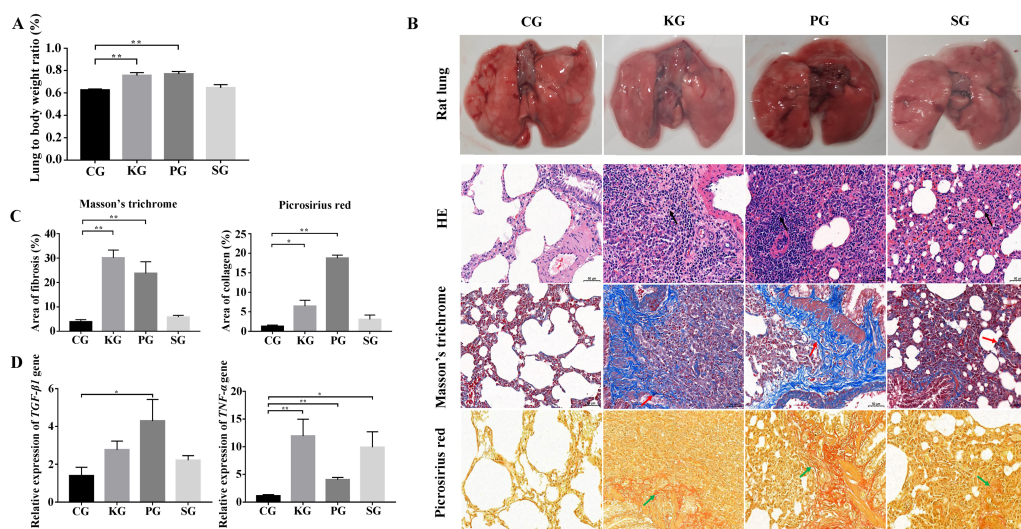 A
Lung to body weight ratio (%)
1.0
0.8
0.6
0.4
0.2
0.0
**
**
CG KG PG SG
B
CG KG PG SG
Rat lung
HE
Masson's trichrome
Picrosirius red
C
Masson's trichrome
Area of fibrosis (%)
50
40
30
20
10
0
**
**
CG KG PG SG
Picrosirius red
Area of collagen (%)
25
20
15
10
5
0
**
*
CG KG PG SG
D
Relative expression of TGF-β1 gene
6
4
2
0
*
CG KG PG SG
Relative expression of TNF-α gene
20
15
10
5
0
*
**
**
CG KG PG SG